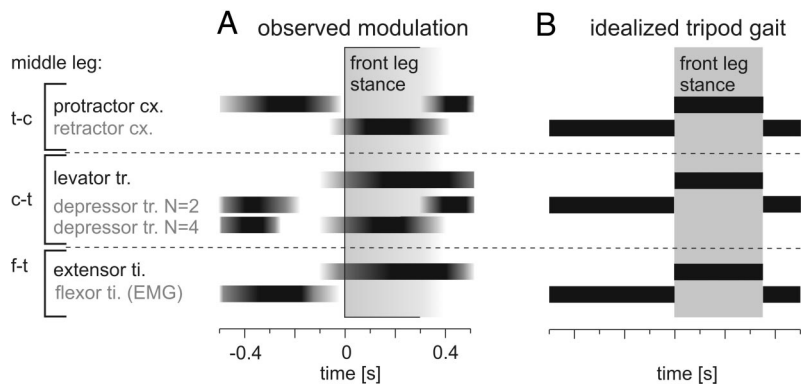 A observed modulation
B idealized tripod gait
middle leg:
front leg
stance
front leg
stance
t-c
protractor cx.
retractor cx.
c-t
levator tr.
depressor tr. N=2
depressor tr. N=4
f-t
extensor ti.
flexor ti. (EMG)
-0.4 0 0.4
time [s]
time [s]